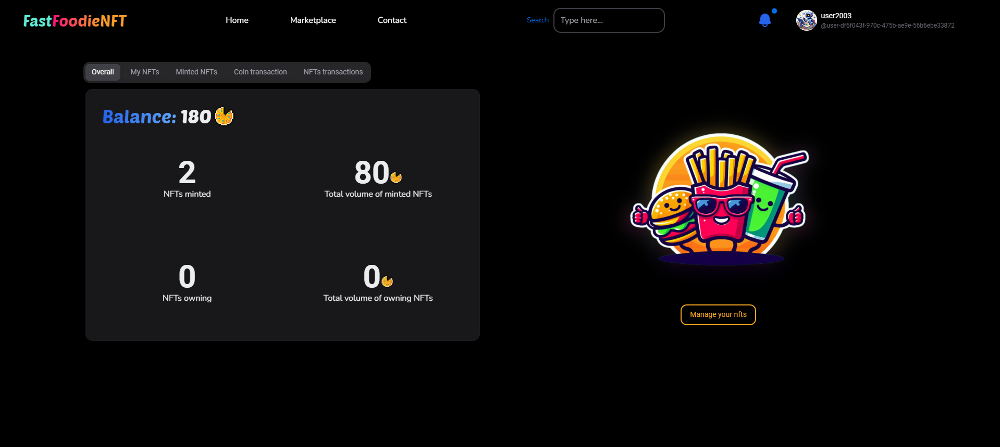 FastFoodieNFT
Home
Marketplace
Contact
Search
Type here...
user2003
@user-df6f043f-970c-475b-ae9e-56b6ebe33872
Overall
My NFTs
Minted NFTs
Coin transaction
NFTs transactions
Balance: 180
2
NFTs minted
80
Total volume of minted NFTs
0
NFTs owning
0
Total volume of owning NFTs
Manage your nfts